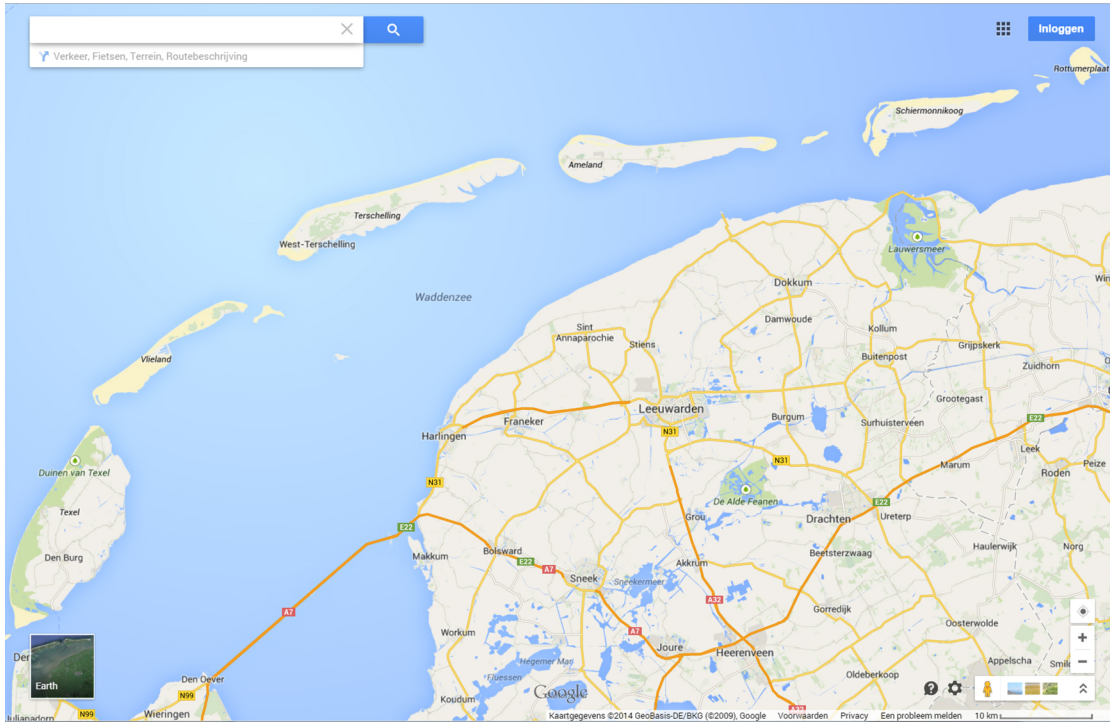 Verkeer, Fietsen, Terrein, Routebeschrijving
Inloggen
Rottumerplaat
Schiermonnikoog
Ameland
Terschelling
West-Terschelling
Lauwersmeer
Waddenzee
Dokkum
Damwoude
Sint
Annaparochie
Stiens
Kollum
Grijpskerk
Buitenpost
Zuidhorn
Vlieland
Leeuwarden
Grootegast
Burgum
Surhuisterveen
E22
Franeker
Harlingen
N31
Leek
N31
Marum
Peize
Roden
Duinen van Texel
N31
De Alde Feanen
E22
Texel
Grou
Drachten
Ureterp
E22
Den Burg
Makkum
Bolsward
E22
A7
Sneek
Sneekermeer
Akkrum
Beetsterzwaag
Haulerwijk
Norg
A7
A32
Gorredijk
Oosterwolde
Workum
A7
Joure
Heerenveen
Hegemer Mar
Fluessen
Oldeberkoop
Appelscha
Earth
Den Oever
N99
Koudum
Google
N99
Wieringen
Kaartgegevens ©2014 GeoBasis-DE/BKG (©2009), Google Voorwaarden Privacy Een probleem melden 10 km